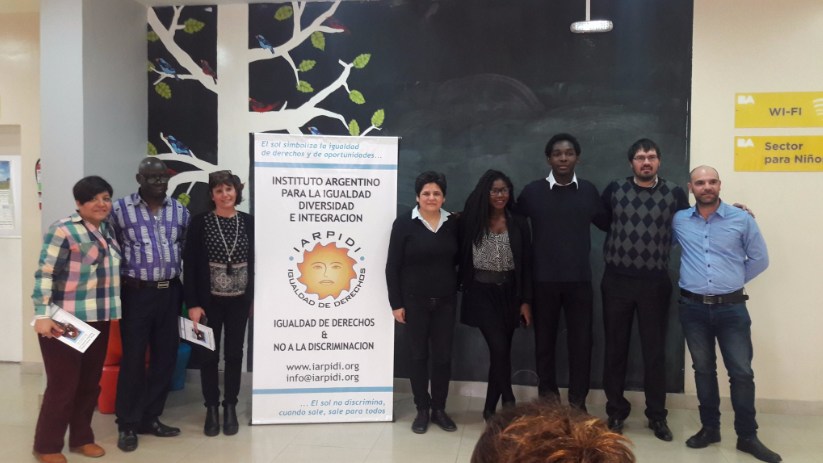 El sol simboliza la igualdad
de derechos y de oportunidades...
INSTITUTO ARGENTINO
PARA LA IGUALDAD
DIVERSIDAD
E INTEGRACION
IARPIDI
IGUALDAD DE DERECHOS
IGUALDAD DE DERECHOS
&
NO A LA DISCRIMINACION
www.iarpidi.org
info@iarpidi.org
... El sol no discrimina,
cuando sale, sale para todos
BA
WI-FI
BA
Sector
para Niño